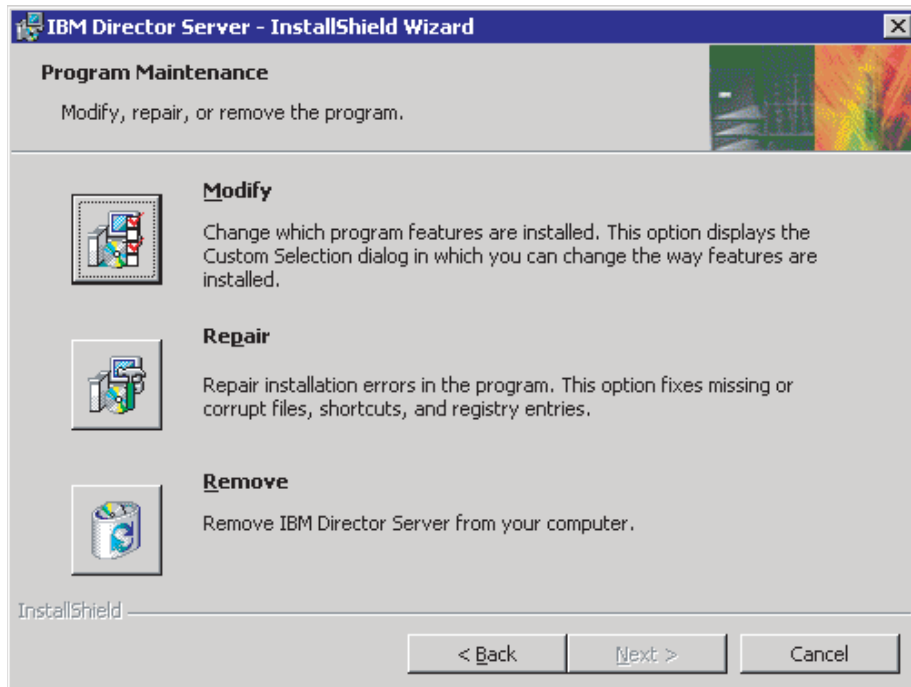 IBM Director Server - InstallShield Wizard
Program Maintenance
Modify, repair, or remove the program.
Modify
Change which program features are installed. This option displays the
Custom Selection dialog in which you can change the way features are
installed.
Repair
Repair installation errors in the program. This option fixes missing or
corrupt files, shortcuts, and registry entries.
Remove
Remove IBM Director Server from your computer.
InstallShield
< Back
Next >
Cancel